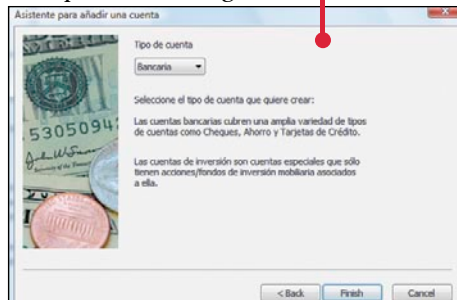 Asistente para añadir una cuenta
Tipo de cuenta
Bancaria
Seleccione el tipo de cuenta que quiere crear:
Las cuentas bancarias cubren una amplia variedad de tipos
de cuentas como Cheques, Ahorro y Tarjetas de Crédito.
Las cuentas de inversión son cuentas especiales que sólo
tienen acciones/fondos de inversión mobiliaria asociados
a ella.
5305094
< Back
Finish
Cancel